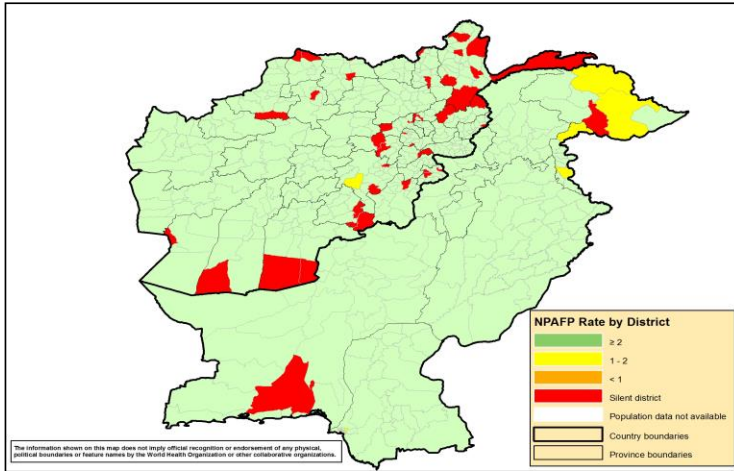 NPAFP Rate by District
≥ 2
1 - 2
< 1
Silent district
Population data not available
Country boundaries
Province boundaries
The information shown on this map does not imply official recognition or endorsement of any physical,
political boundaries or feature names by the World Health Organization or other collaborative organizations.